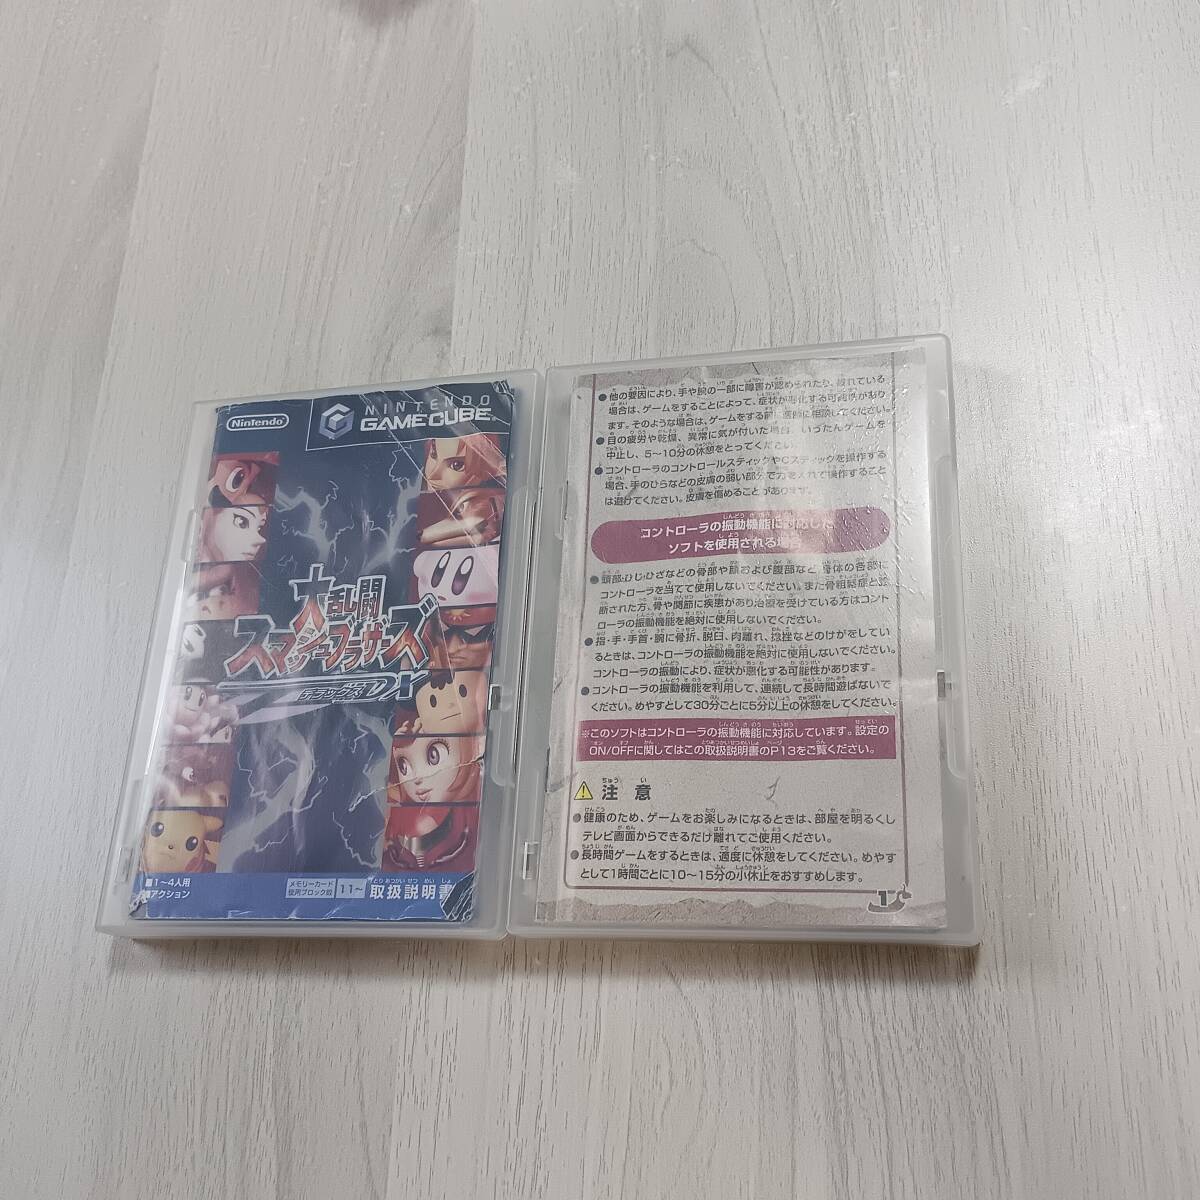 Nintendo
NINTENDO
GAMECUBE
大乱闘
スマッシュブラザーズ
デラックス DX
■1～4人用
■アクション
メモリーカード
使用ブロック数
11～
とり あつかい せつ めい しょ
取扱説明書
●他の要因により、手や腕の一部に障害が認められたり、疲れている
場合は、ゲームをすることによって、症状が悪化する可能性があり
ます。そのような場合は、ゲームをする前に医師に相談してください。
●目の疲労や乾燥、異常に気が付いた場合、いったんゲームを
中止し、5～10分の休憩をとってください。
●コントローラのコントロールスティックやCスティックを操作する
場合、手のひらなどの皮膚の弱い部分で力を入れて操作すること
は避けてください。皮膚を傷めることがあります。
コントローラの振動機能に対応した
ソフトを使用される場合
●頭部・ひじ・ひざなどの骨部や顔および腹部など、身体の各部に
コントローラを当てて使用しないでください。また骨粗鬆症と診
断された方、骨や関節に疾患があり治療を受けている方はコント
ローラの振動機能を絶対に使用しないでください。
●指・手・手首・腕に骨折、脱臼、肉離れ、捻挫などのけがをしてい
るときは、コントローラの振動機能を絶対に使用しないでください。
コントローラの振動により、症状が悪化する可能性があります。
●コントローラの振動機能を利用して、連続して長時間遊ばないで
ください。めやすとして30分ごとに5分以上の休憩をしてください。
※このソフトはコントローラの振動機能に対応しています。設定の
ON/OFFに関してはこの取扱説明書のP13をご覧ください。
ちゅう い
注 意
●健康のため、ゲームをお楽しみになるときは、部屋を明るくし
テレビ画面からできるだけ離れてご使用ください。
●長時間ゲームをするときは、適度に休憩をしてください。めやす
として1時間ごとに10～15分の小休止をおすすめします。
1